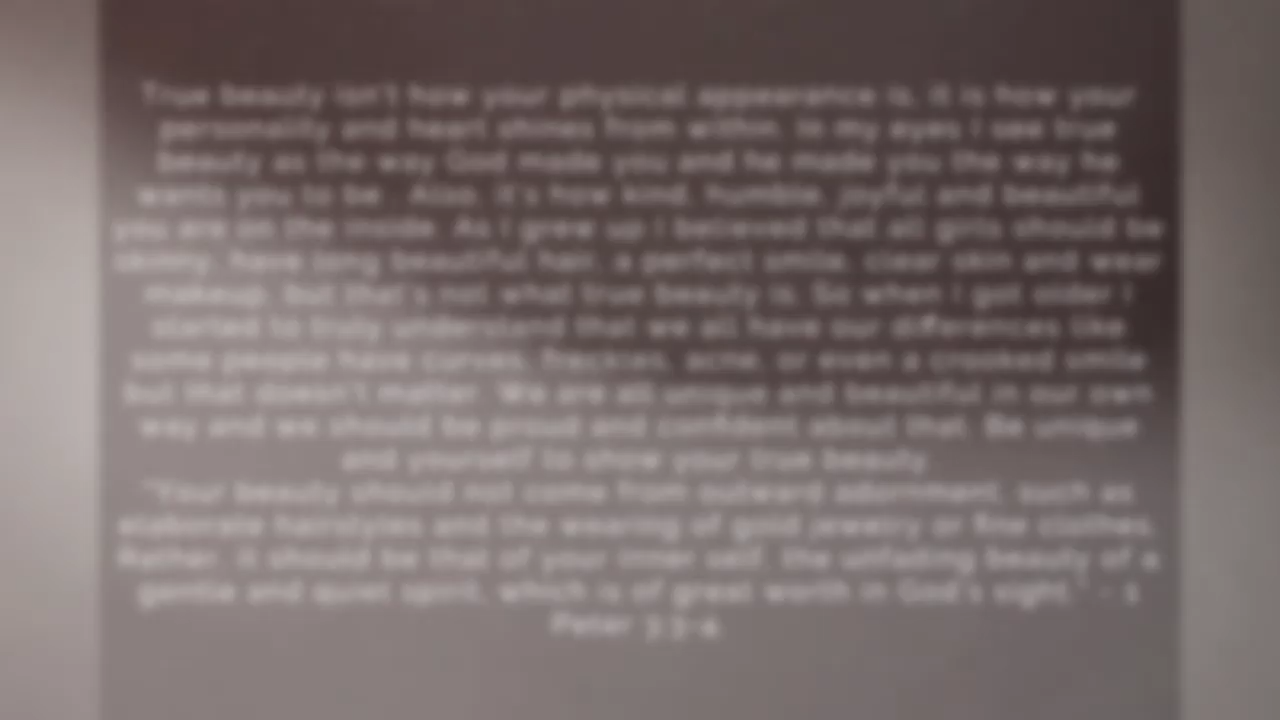 True beauty isn't how your physical appearance is, it is how your
personality and heart shines from within. In my eyes I see true
beauty as the way God made you and he made you the way he
wants you to be. Also, it's how kind, humble, joyful and beautiful
you are on the inside. As I grew up I believed that all girls should be
skinny, have long beautiful hair, a perfect smile, clear skin and wear
makeup, but that's not what true beauty is. So when I got older I
started to truly understand that we all have our differences like
some people have curves, freckles, acne, or even a crooked smile
but that doesn't matter. We are all unique and beautiful in our own
way and we should be proud and confident about that. Be unique
and yourself to show your true beauty.
"Your beauty should not come from outward adornment, such as
elaborate hairstyles and the wearing of gold jewelry or fine clothes.
Rather, it should be that of your inner self, the unfading beauty of a
gentle and quiet spirit, which is of great worth in God's sight." - 1
Peter 3:3-4